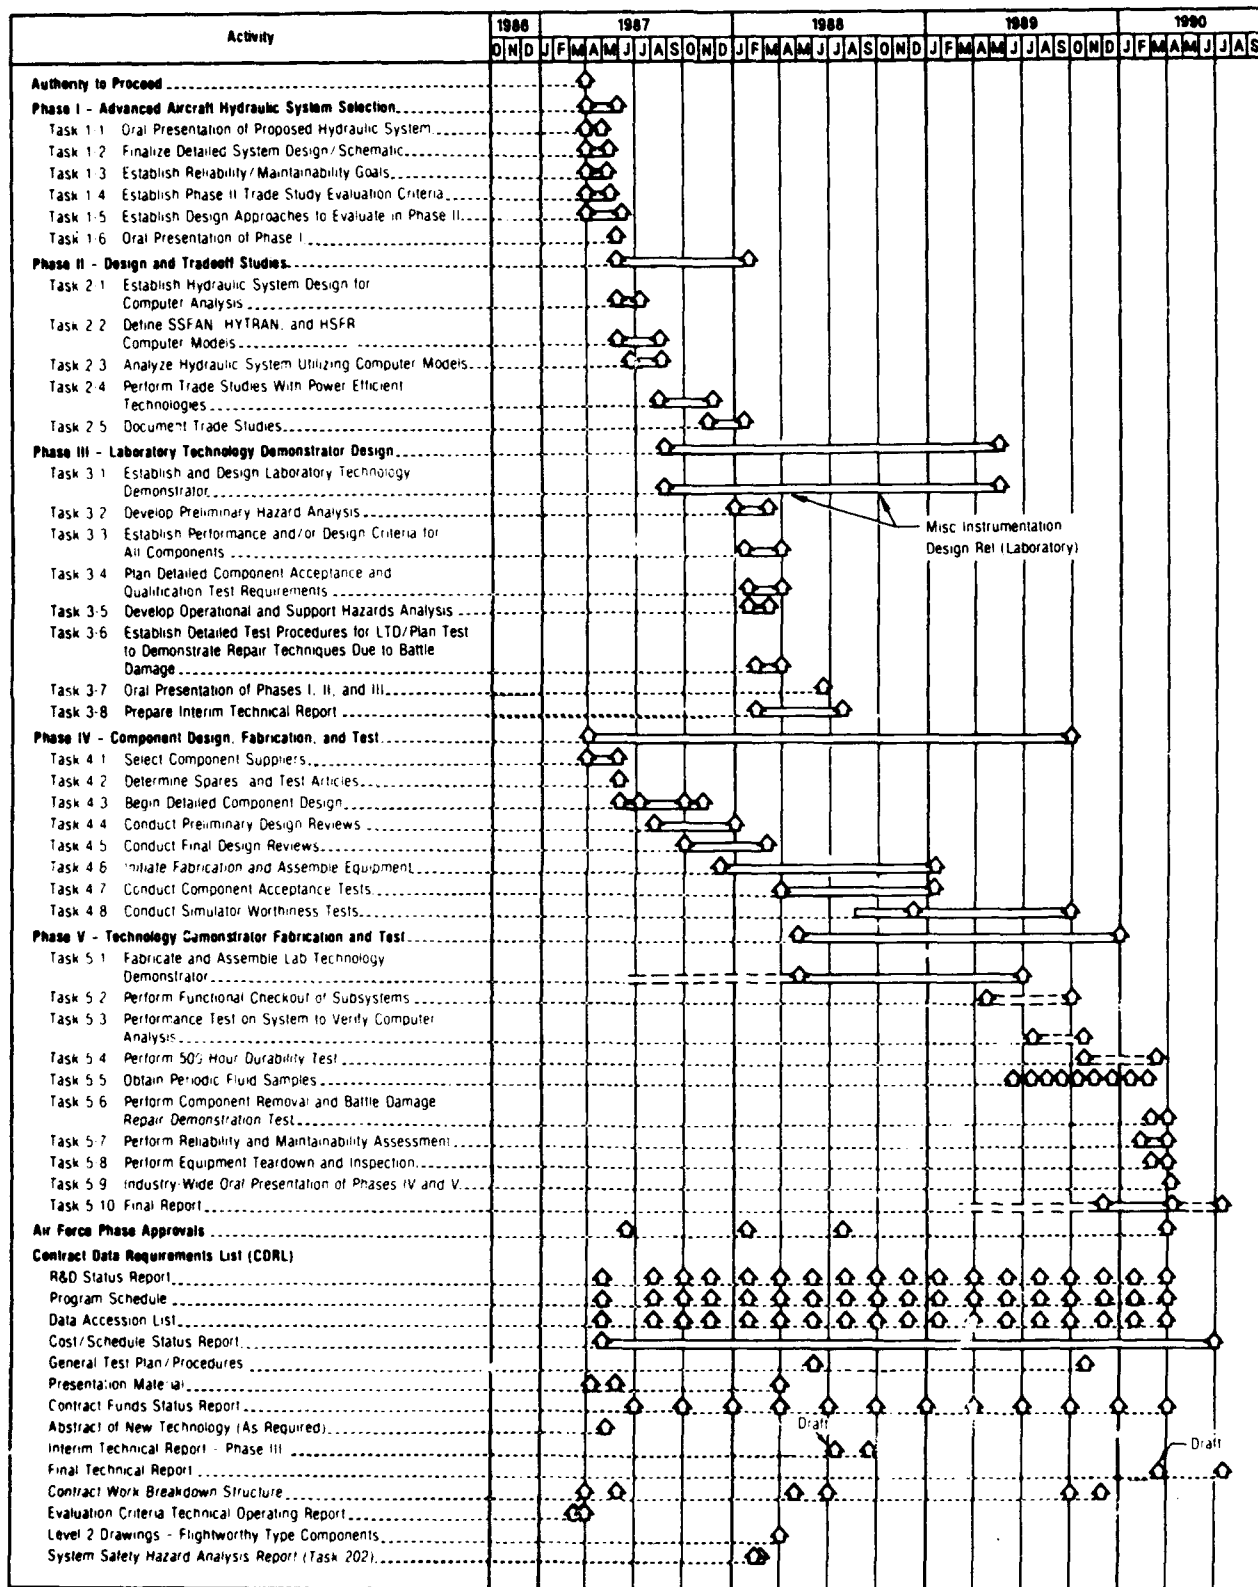 Activity
1986 1987 1988 1989 1990
O N D J F M A M J J A S O N D J F M A M J J A S O N D J F M A M J J A S O N D J F M A M J J A S
Authority to Proceed
Phase I - Advanced Aircraft Hydraulic System Selection
Task 1-1 Oral Presentation of Proposed Hydraulic System
Task 1-2 Finalize Detailed System Design/Schematic
Task 1-3 Establish Reliability/Maintainability Goals
Task 1-4 Establish Phase II Trade Study Evaluation Criteria
Task 1-5 Establish Design Approaches to Evaluate in Phase II
Task 1-6 Oral Presentation of Phase I
Phase II - Design and Tradeoff Studies
Task 2-1 Establish Hydraulic System Design for
Computer Analysis
Task 2-2 Define SSFAN, HYTRAN, and HSFR
Computer Models
Task 2-3 Analyze Hydraulic System Utilizing Computer Models
Task 2-4 Perform Trade Studies With Power Efficient
Technologies
Task 2-5 Document Trade Studies
Phase III - Laboratory Technology Demonstrator Design
Task 3-1 Establish and Design Laboratory Technology
Demonstrator
Task 3-2 Develop Preliminary Hazard Analysis
Misc Instrumentation
Design Rel (Laboratory)
Task 3-3 Establish Performance and/or Design Criteria for
All Components
Task 3-4 Plan Detailed Component Acceptance and
Qualification Test Requirements
Task 3-5 Develop Operational and Support Hazards Analysis
Task 3-6 Establish Detailed Test Procedures for LTD/Plan Test
to Demonstrate Repair Techniques Due to Battle
Damage
Task 3-7 Oral Presentation of Phases I, II, and III
Task 3-8 Prepare Interim Technical Report
Phase IV - Component Design, Fabrication, and Test
Task 4-1 Select Component Suppliers
Task 4-2 Determine Spares and Test Articles
Task 4-3 Begin Detailed Component Design
Task 4-4 Conduct Preliminary Design Reviews
Task 4-5 Conduct Final Design Reviews
Task 4-6 Initiate Fabrication and Assemble Equipment
Task 4-7 Conduct Component Acceptance Tests
Task 4-8 Conduct Simulator Worthiness Tests
Phase V - Technology Demonstrator Fabrication and Test
Task 5-1 Fabricate and Assemble Lab Technology
Demonstrator
Task 5-2 Perform Functional Checkout of Subsystems
Task 5-3 Performance Test on System to Verify Computer
Analysis
Task 5-4 Perform 500 Hour Durability Test
Task 5-5 Obtain Periodic Fluid Samples
Task 5-6 Perform Component Removal and Battle Damage
Repair Demonstration Test
Task 5-7 Perform Reliability and Maintainability Assessment
Task 5-8 Perform Equipment Teardown and Inspection
Task 5-9 Industry-Wide Oral Presentation of Phases IV and V
Task 5-10 Final Report
Air Force Phase Approvals
Contract Data Requirements List (CDRL)
R&D Status Report
Program Schedule
Data Accession List
Cost/Schedule Status Report
General Test Plan/Procedures
Presentation Material
Contract Funds Status Report
Abstract of New Technology (As Required)
Draft
Interim Technical Report - Phase III
Draft
Final Technical Report
Contract Work Breakdown Structure
Evaluation Criteria Technical Operating Report
Level 2 Drawings - Flightworthy Type Components
System Safety Hazard Analysis Report (Task 202)